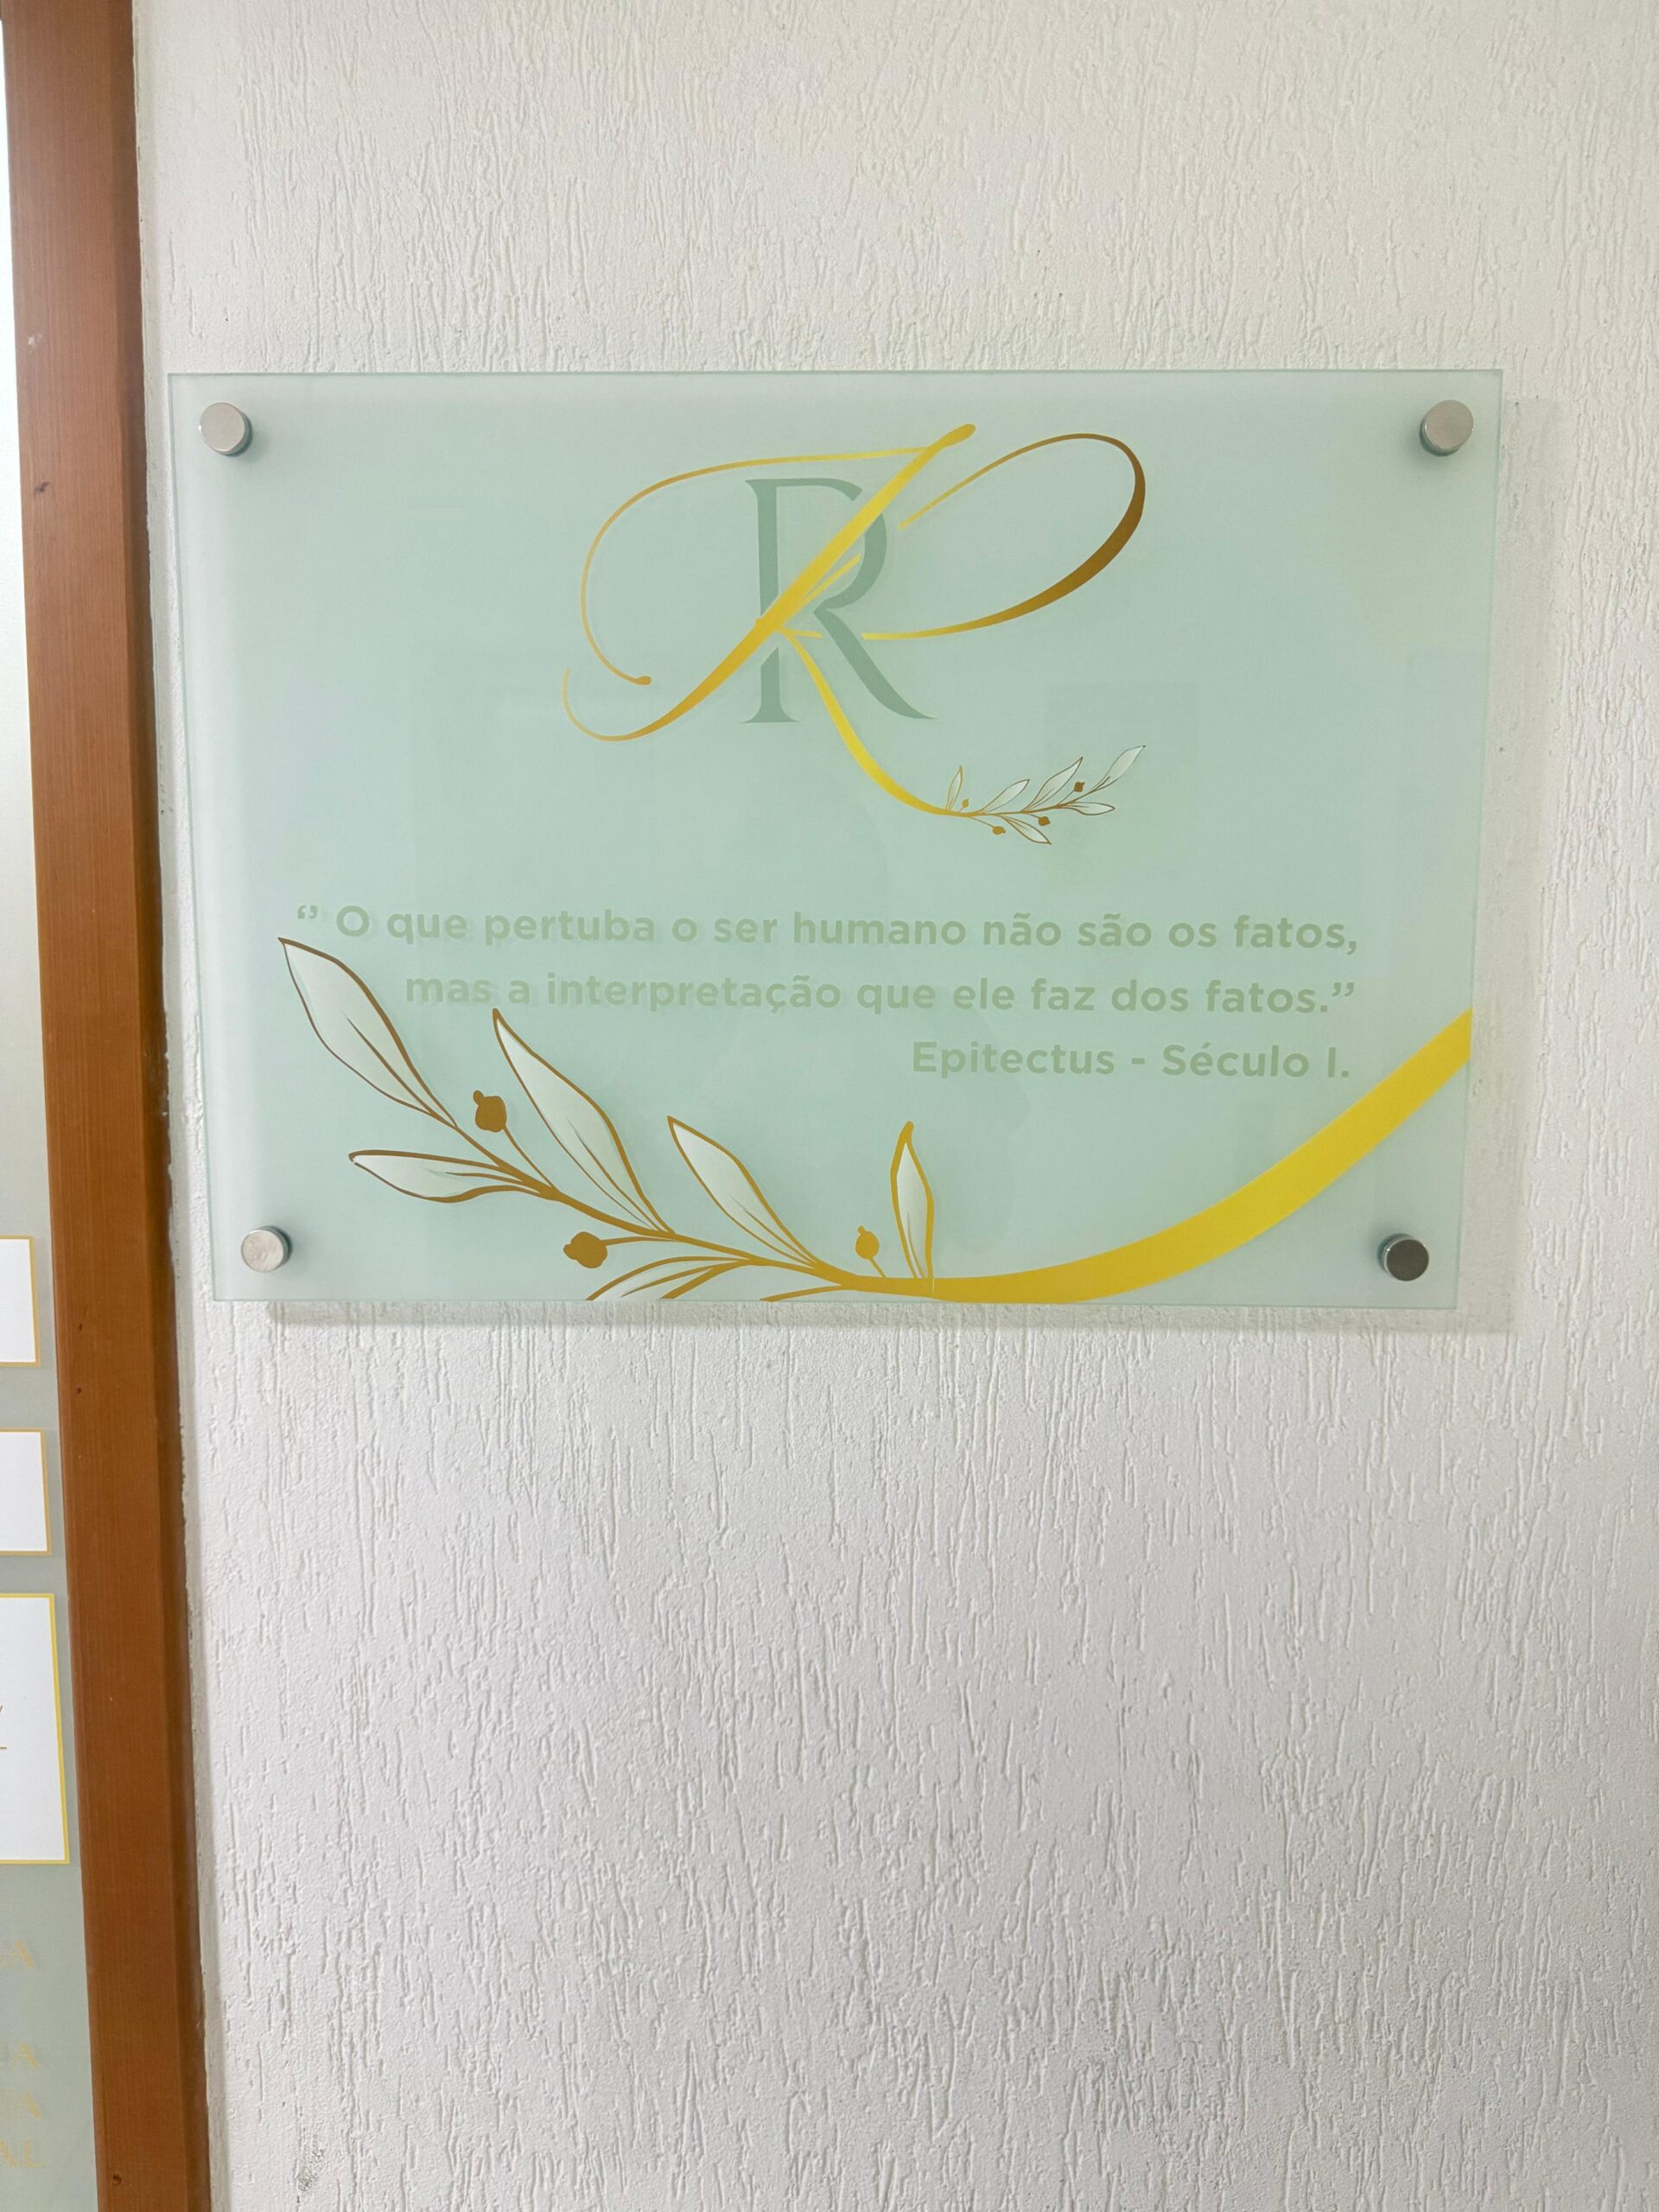 R
‘’ O que pertuba o ser humano não são os fatos,
mas a interpretação que ele faz dos fatos.’’
Epitectus - Século I.